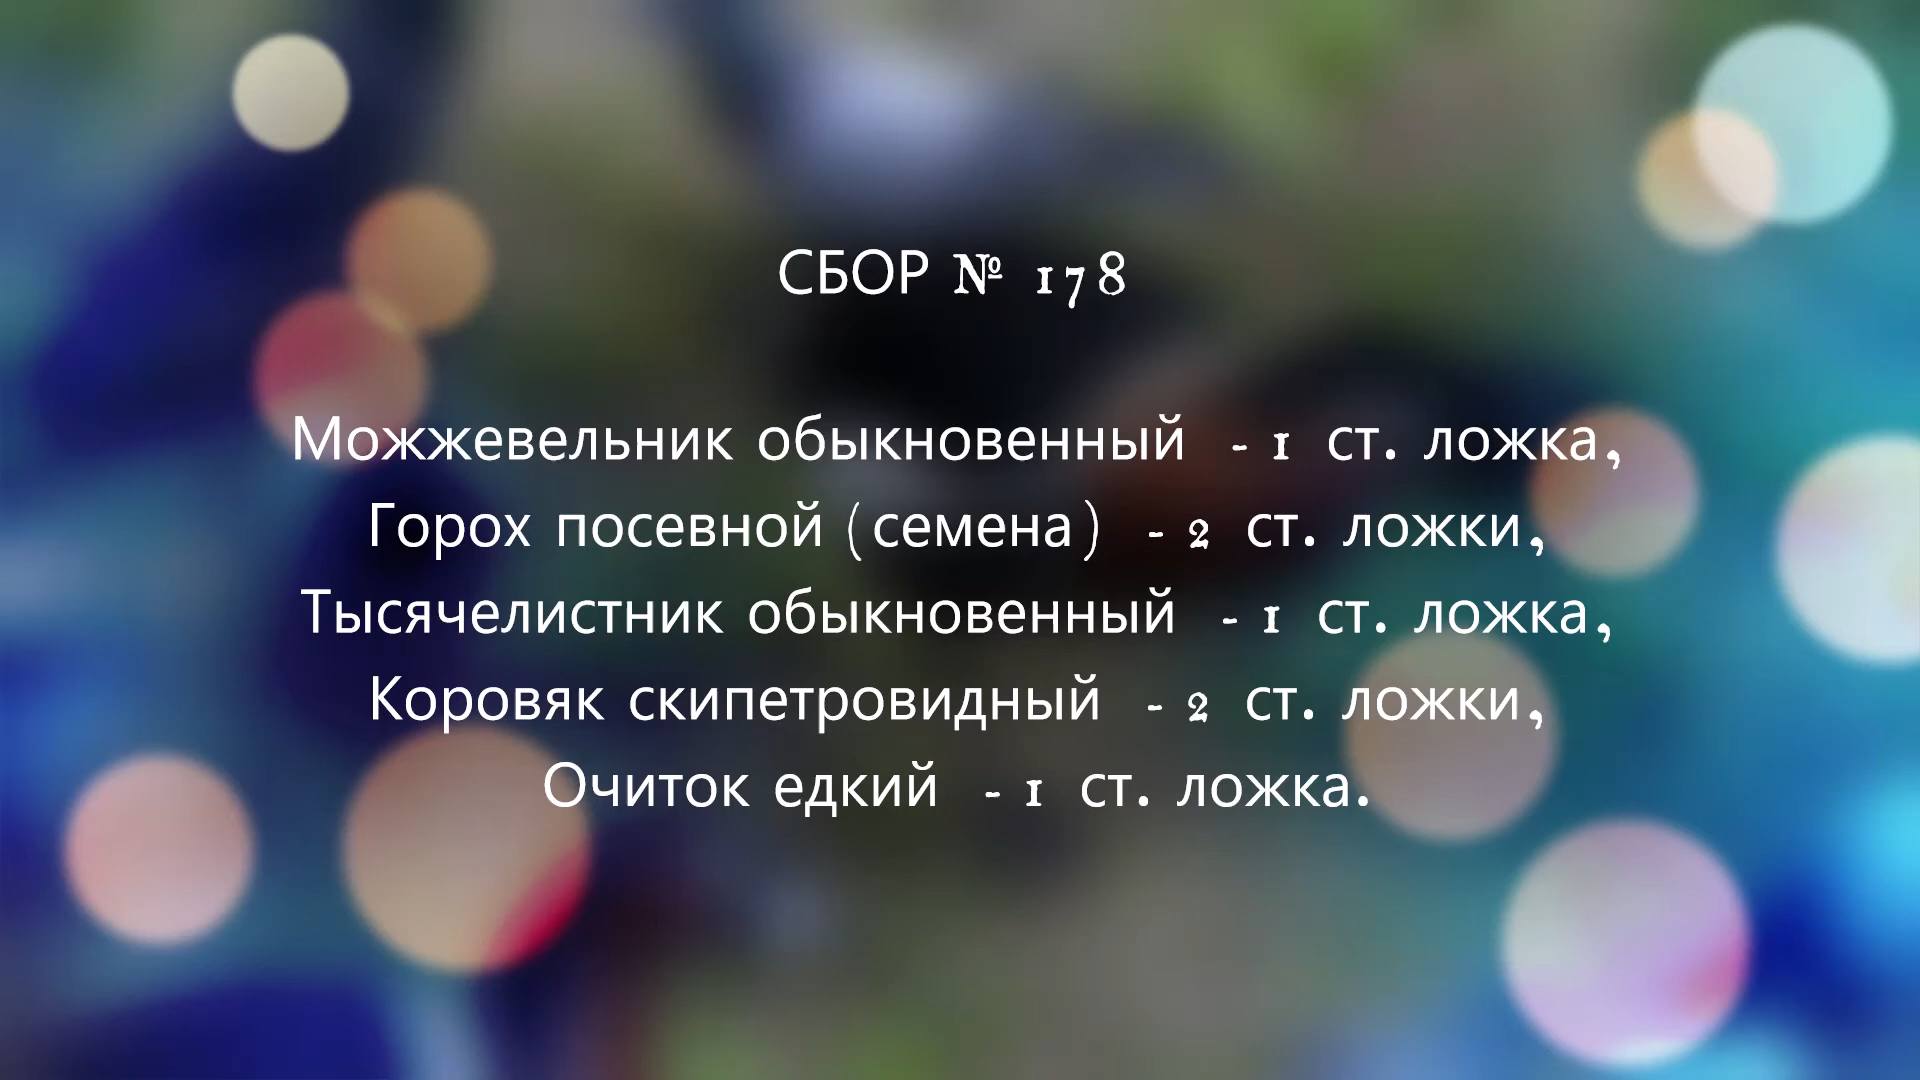 СБОР № 178
Можжевельник обыкновенный - 1 ст. ложка,
Горох посевной (семена) - 2 ст. ложки,
Тысячелистник обыкновенный - 1 ст. ложка,
Коровяк скипетровидный - 2 ст. ложки,
Очиток едкий - 1 ст. ложка.